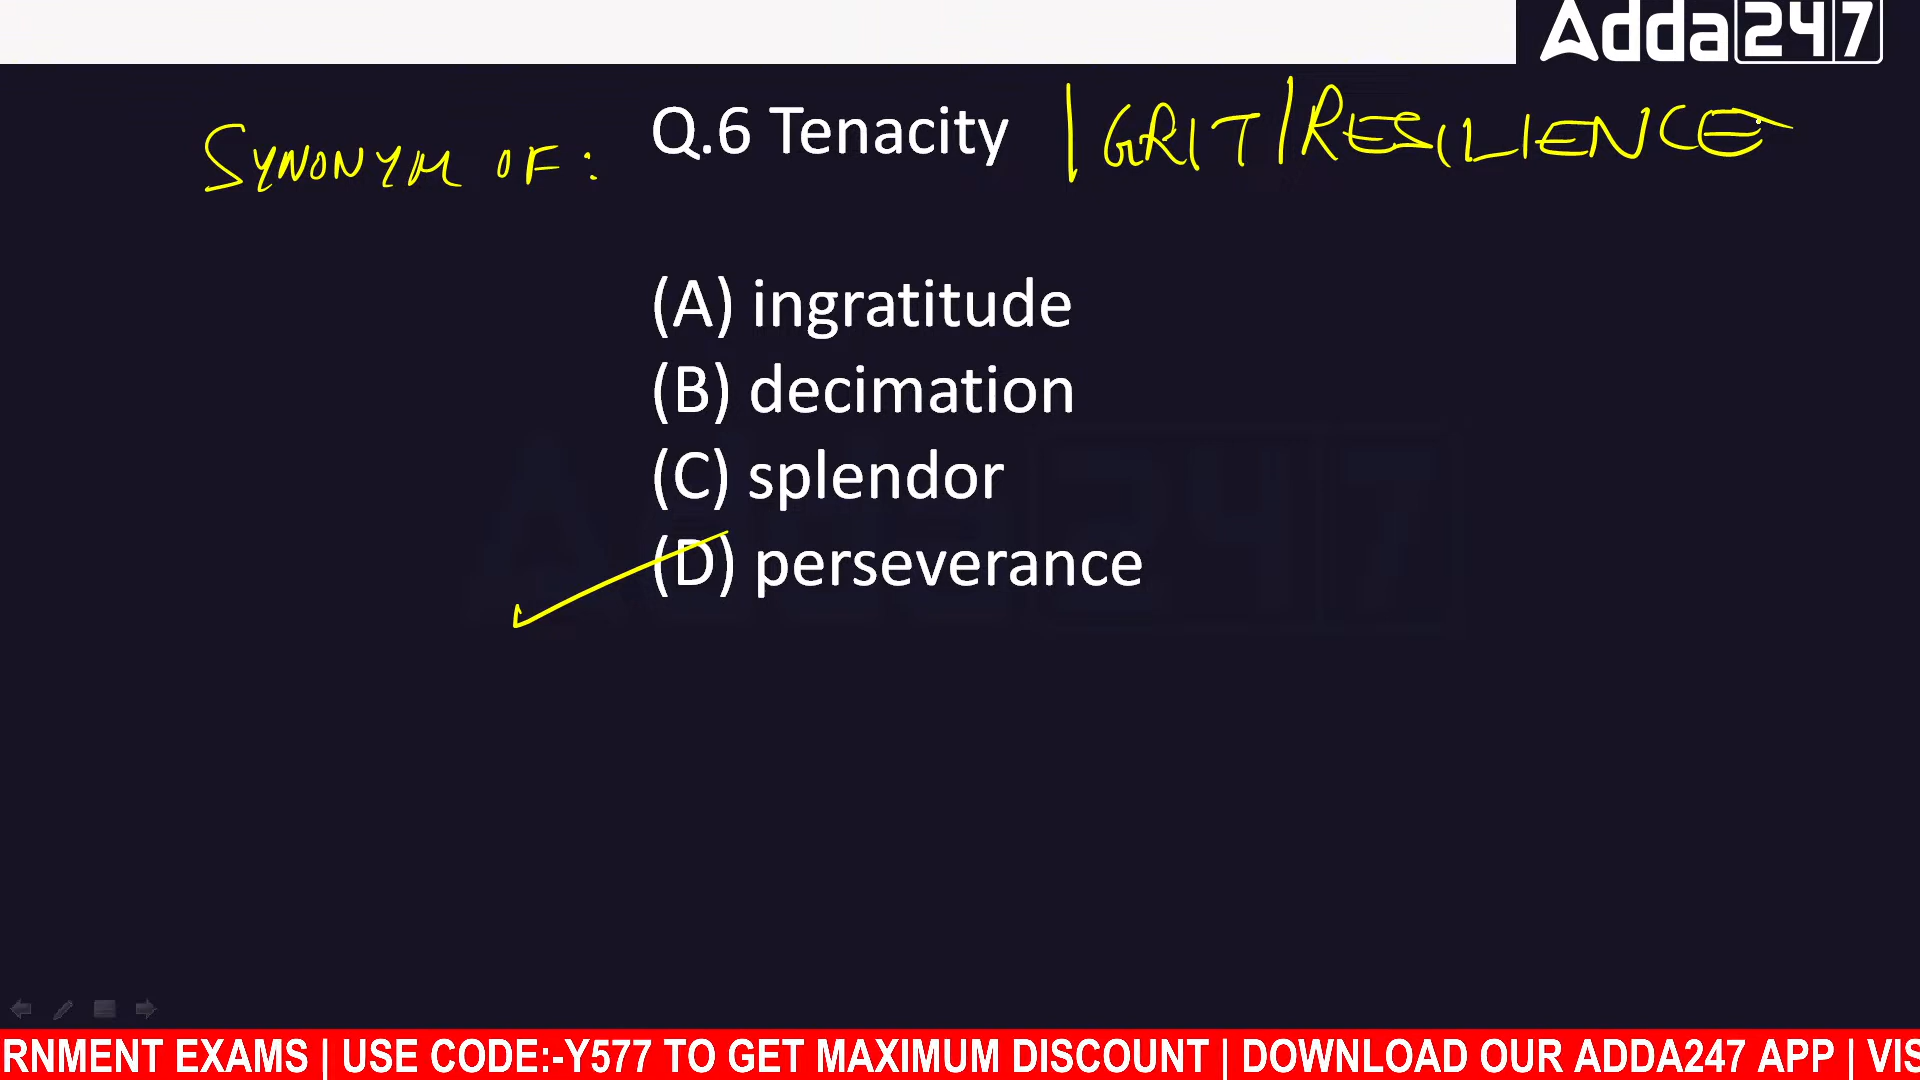 Adda247
SYNONYM OF: Q.6 Tenacity | GRIT/RESILIENCE
(A) ingratitude
(B) decimation
(C) splendor
(D) perseverance
RNMENT EXAMS | USE CODE:-Y577 TO GET MAXIMUM DISCOUNT | DOWNLOAD OUR ADDA247 APP | VIS